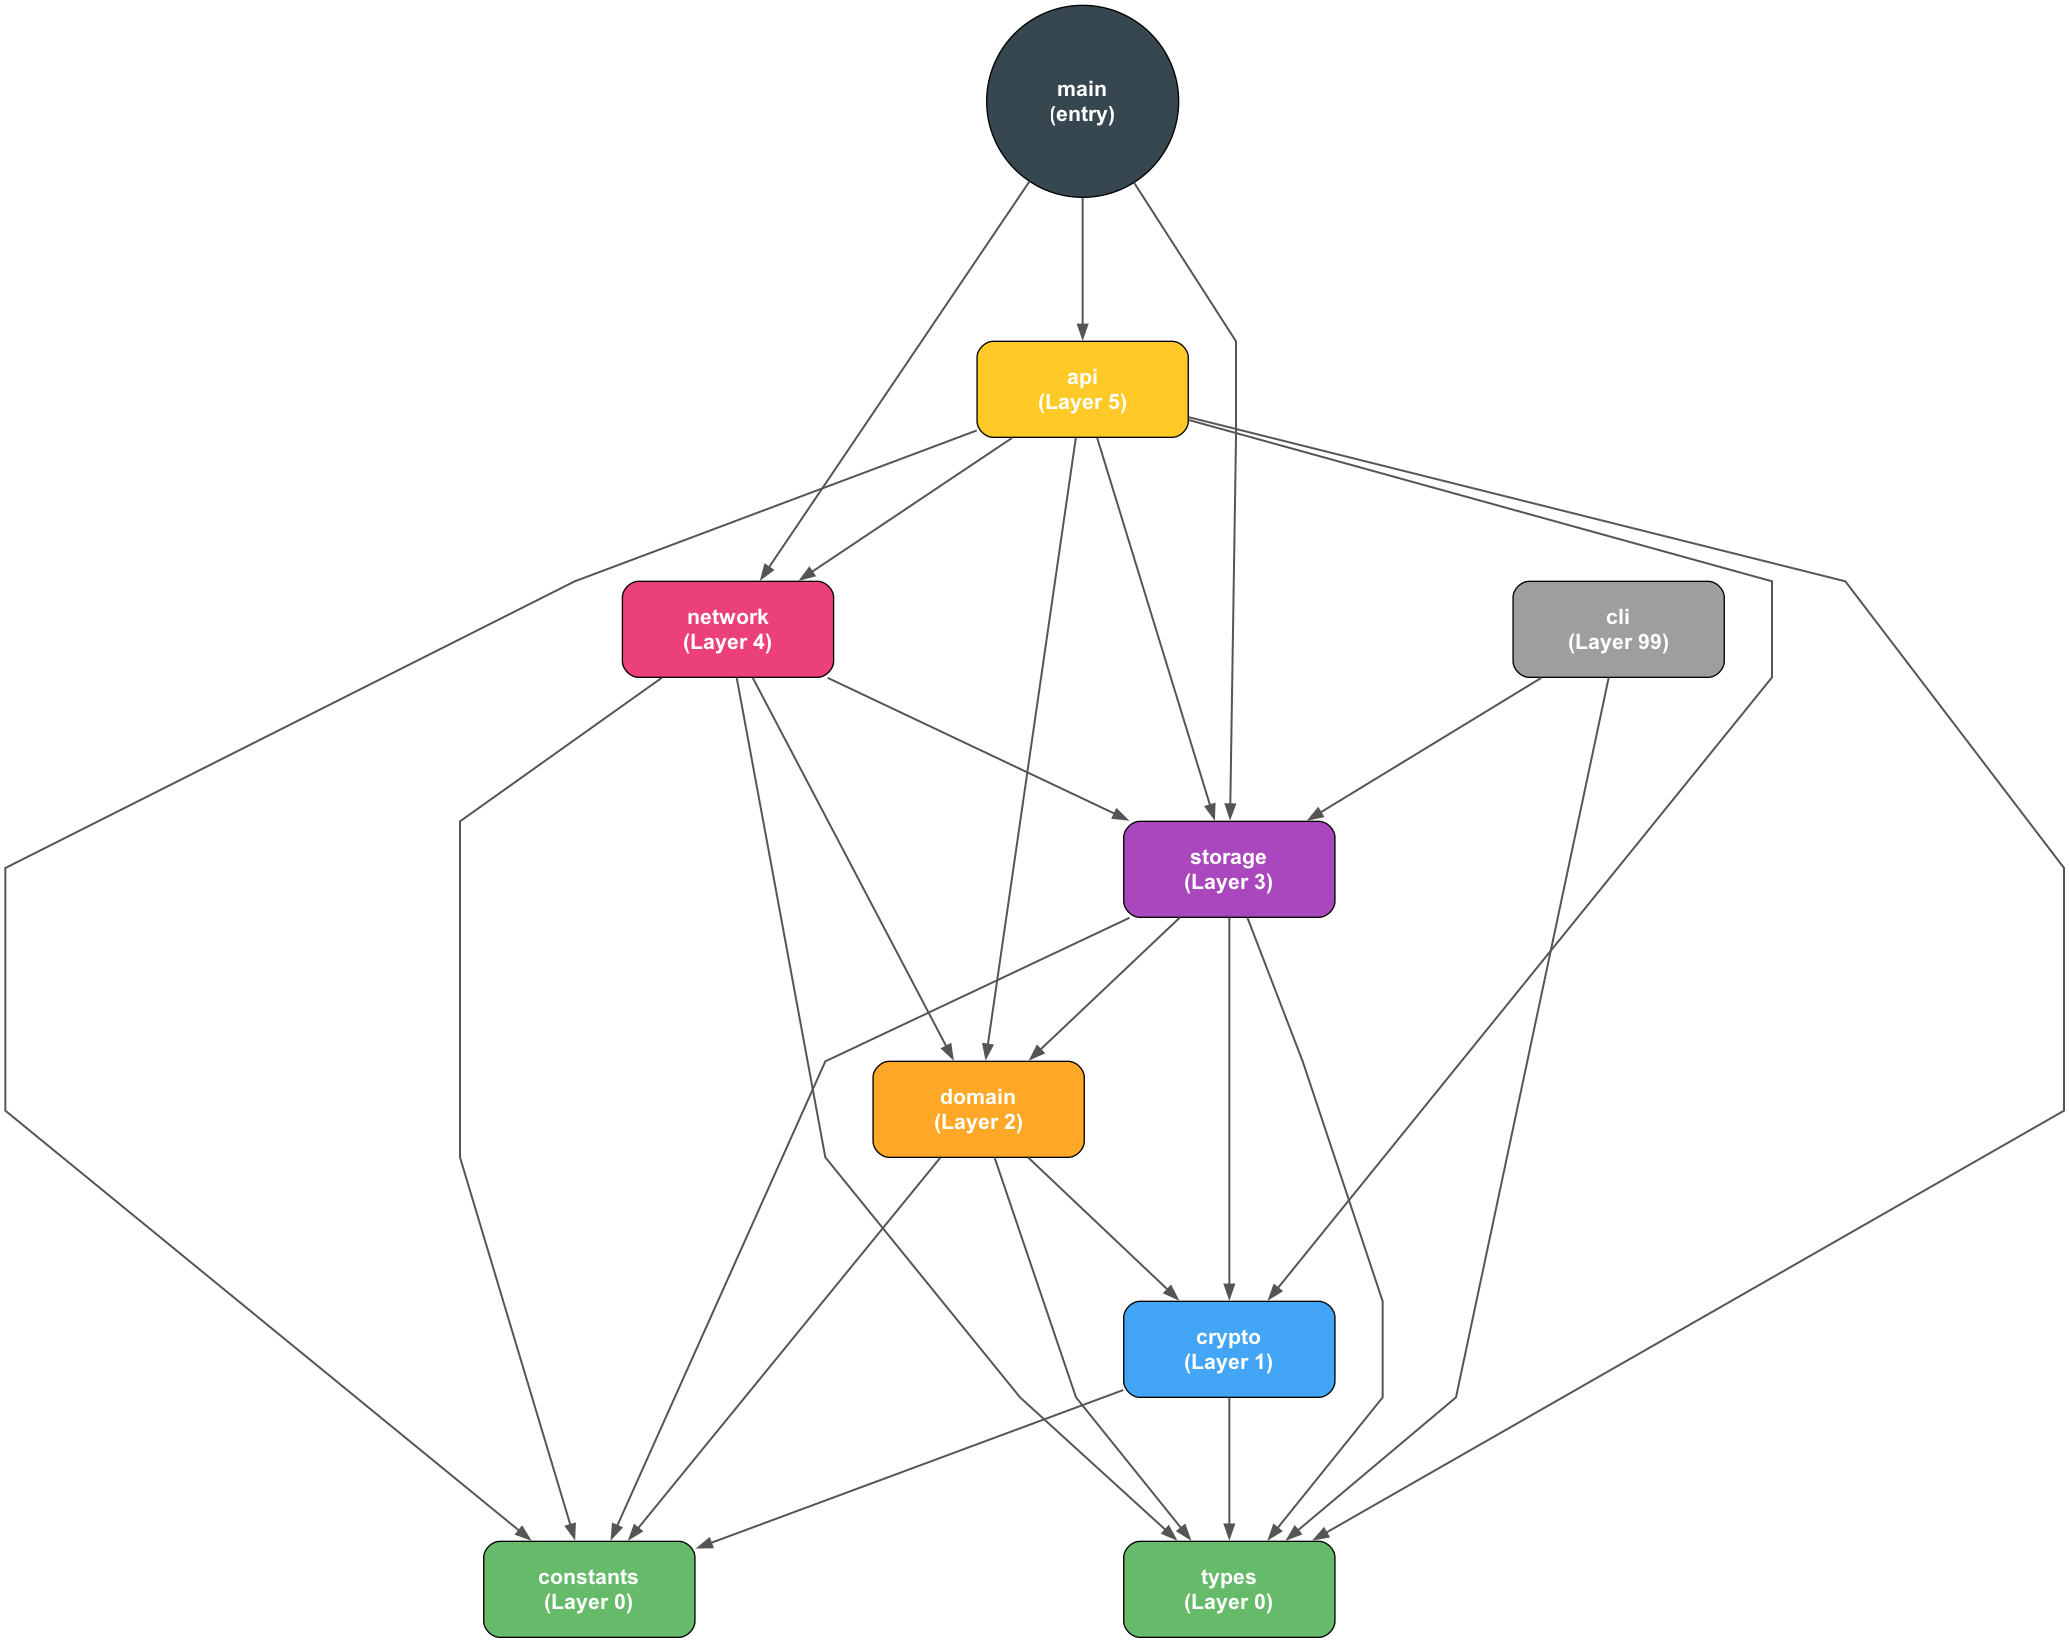 main
(entry)
api
(Layer 5)
network
(Layer 4)
cli
(Layer 99)
storage
(Layer 3)
domain
(Layer 2)
crypto
(Layer 1)
constants
(Layer 0)
types
(Layer 0)